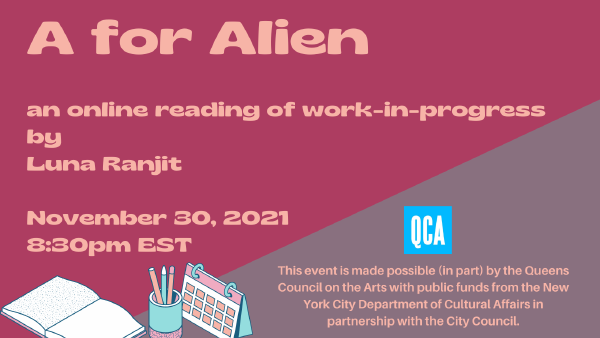 A for Alien
an online reading of work-in-progress
by
Luna Ranjit
November 30, 2021
8:30pm EST
QCA
This event is made possible (in part) by the Queens
Council on the Arts with public funds from the New
York City Department of Cultural Affairs in
partnership with the City Council.